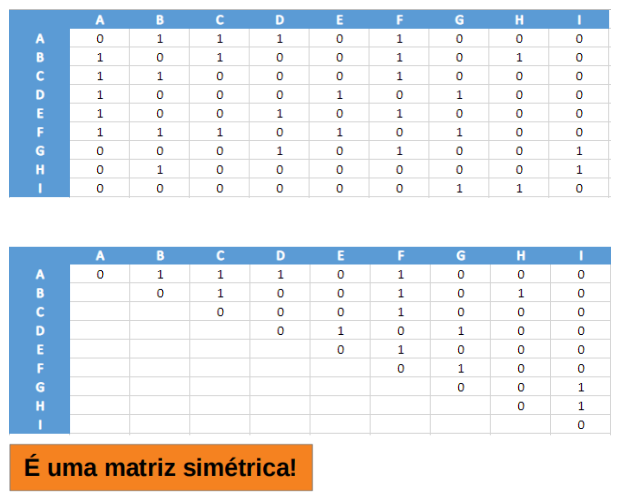 A B C D E F G H I
A 0 1 1 1 0 1 0 0 0
B 1 0 1 0 0 1 0 1 0
C 1 1 0 0 0 1 0 0 0
D 1 0 0 0 1 0 1 0 0
E 1 0 0 1 0 1 0 0 0
F 1 1 1 0 1 0 1 0 0
G 0 0 0 1 0 1 0 0 1
H 0 1 0 0 0 0 0 0 1
I 0 0 0 0 0 0 1 1 0
A B C D E F G H I
A 0 1 1 1 0 1 0 0 0
B 0 1 0 0 1 0 1 0
C 0 0 0 1 0 0 0
D 0 1 0 1 0 0
E 0 1 0 0 0
F 0 1 0 0
G 0 0 1
H 0 1
I 0
É uma matriz simétrica!